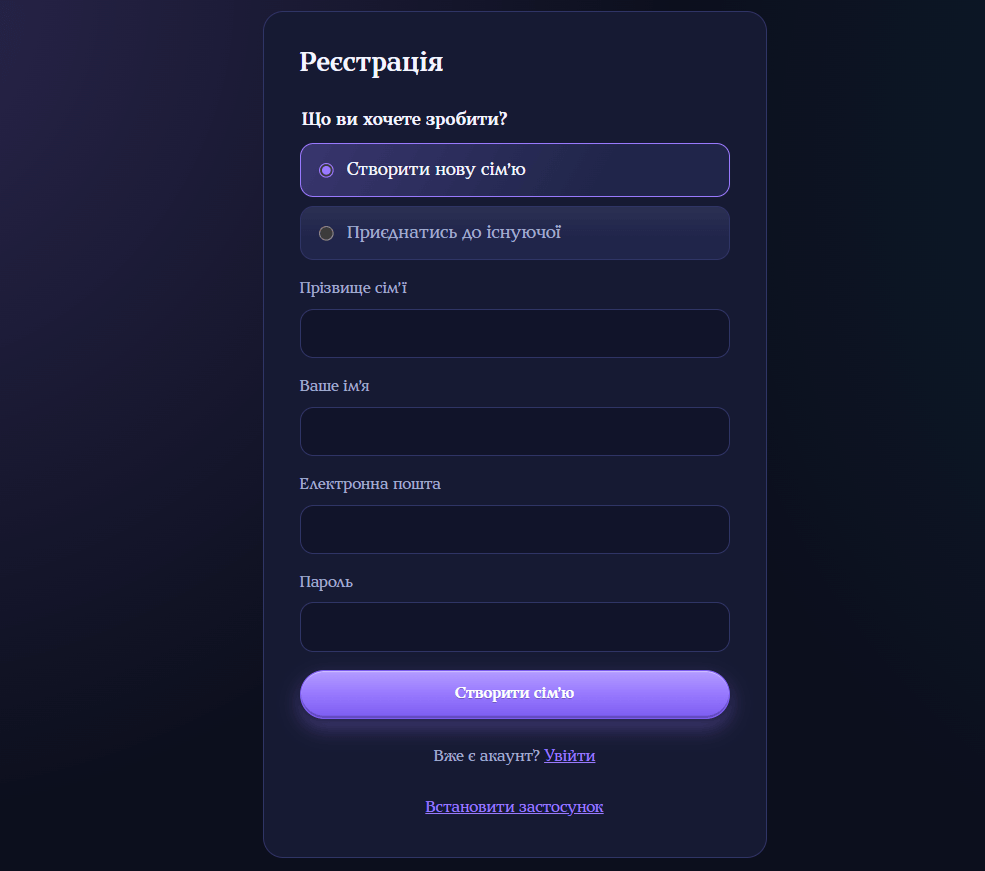 Реєстрація
Що ви хочете зробити?
Створити нову сім'ю
Приєднатись до існуючої
Прізвище сім'ї
Ваше ім'я
Електронна пошта
Пароль
Створити сім'ю
Вже є акаунт? Увійти
Встановити застосунок